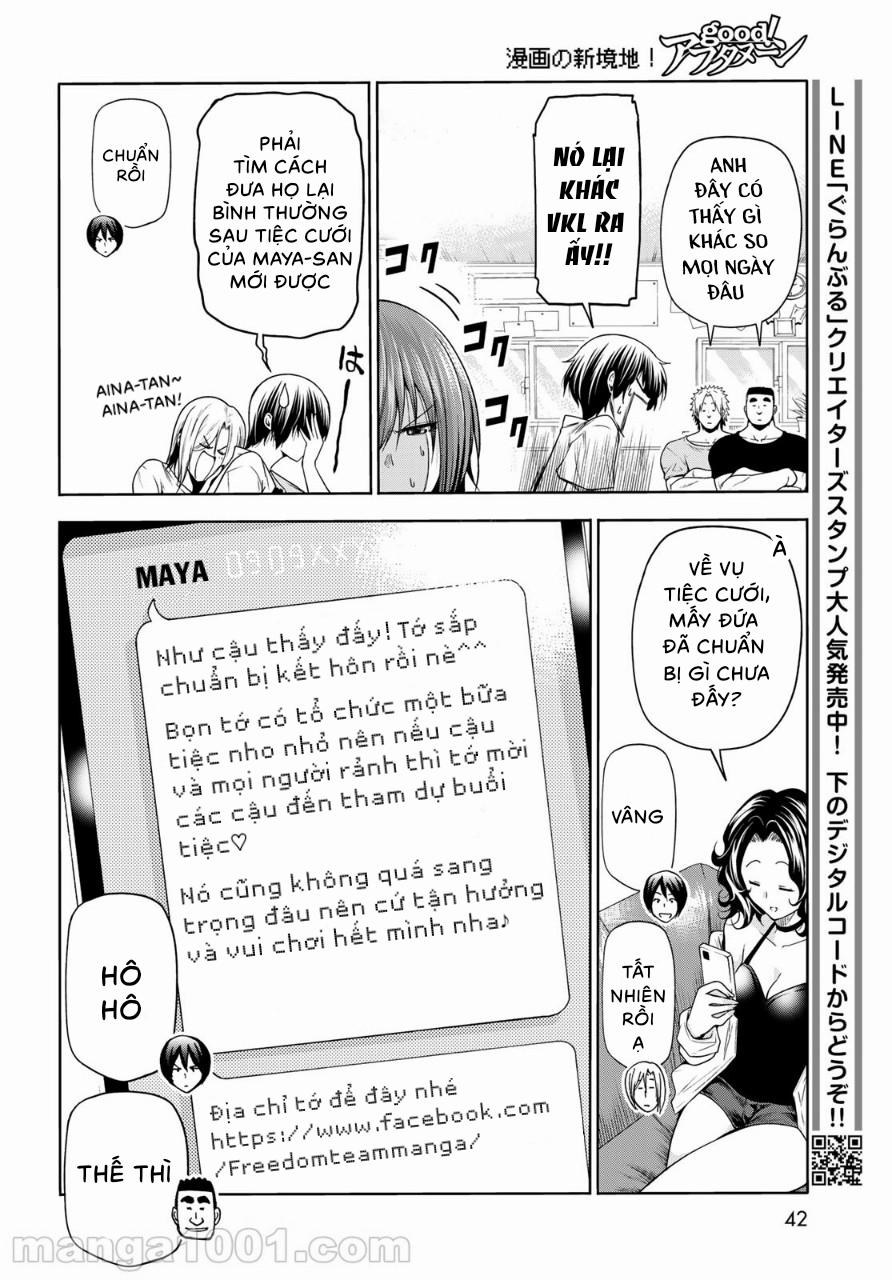 漫画の新境地!
good!
アフタヌーン
LINE「ぐらんぶる」クリエイターズスタンプ大人気発売中! 下のデジタルコードからどうぞ!!
ANH
ĐÂY CÓ
THẤY GÌ
KHÁC SO
MỌI NGÀY
ĐÂU
NÓ LẠI
KHÁC
VKL RA
ẤY!!
コク
コク
PHẢI
TÌM CÁCH
ĐƯA HỌ LẠI
BÌNH THƯỜNG
SAU TIỆC CƯỚI
CỦA MAYA-SAN
MỚI ĐƯỢC
CHUẨN
RỒI
はー
AINA-TAN~
AINA-TAN!
À
VỀ VỤ
TIỆC CƯỚI,
MẤY ĐỨA
ĐÃ CHUẨN
BỊ GÌ CHƯA
ĐẤY?
VÂNG
TẤT
NHIÊN
RỒI
Ạ
MAYA 0909XXX
Như cậu thấy đấy! Tớ sắp
chuẩn bị kết hôn rồi nè^^
Bọn tớ có tổ chức một bữa
tiệc nho nhỏ nên nếu cậu
và mọi người rảnh thì tớ mời
các cậu đến tham dự buổi
tiệc♡
Nó cũng không quá sang
trọng đâu nên cứ tận hưởng
và vui chơi hết mình nha♪
HÔ
HÔ
Địa chỉ tớ để đây nhé
https://www.facebook.com
/Freedomteammanga/
THẾ THÌ
42
manga1001.com